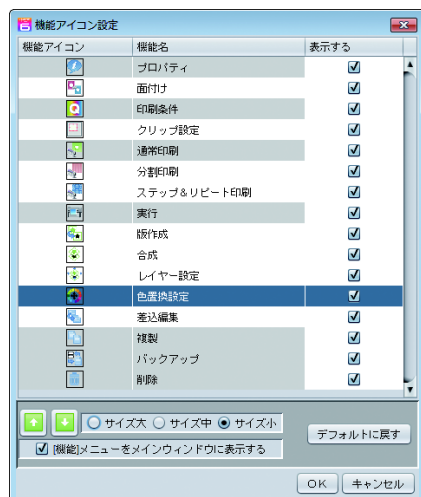 機能アイコン設定
機能アイコン 機能名 表示する
プロパティ
面付け
印刷条件
クリップ設定
通常印刷
分割印刷
ステップ&リピート印刷
実行
版作成
合成
レイヤー設定
色置換設定
差込編集
複製
バックアップ
削除
サイズ大 サイズ中 サイズ小
デフォルトに戻す
[機能]メニューをメインウィンドウに表示する
OK キャンセル